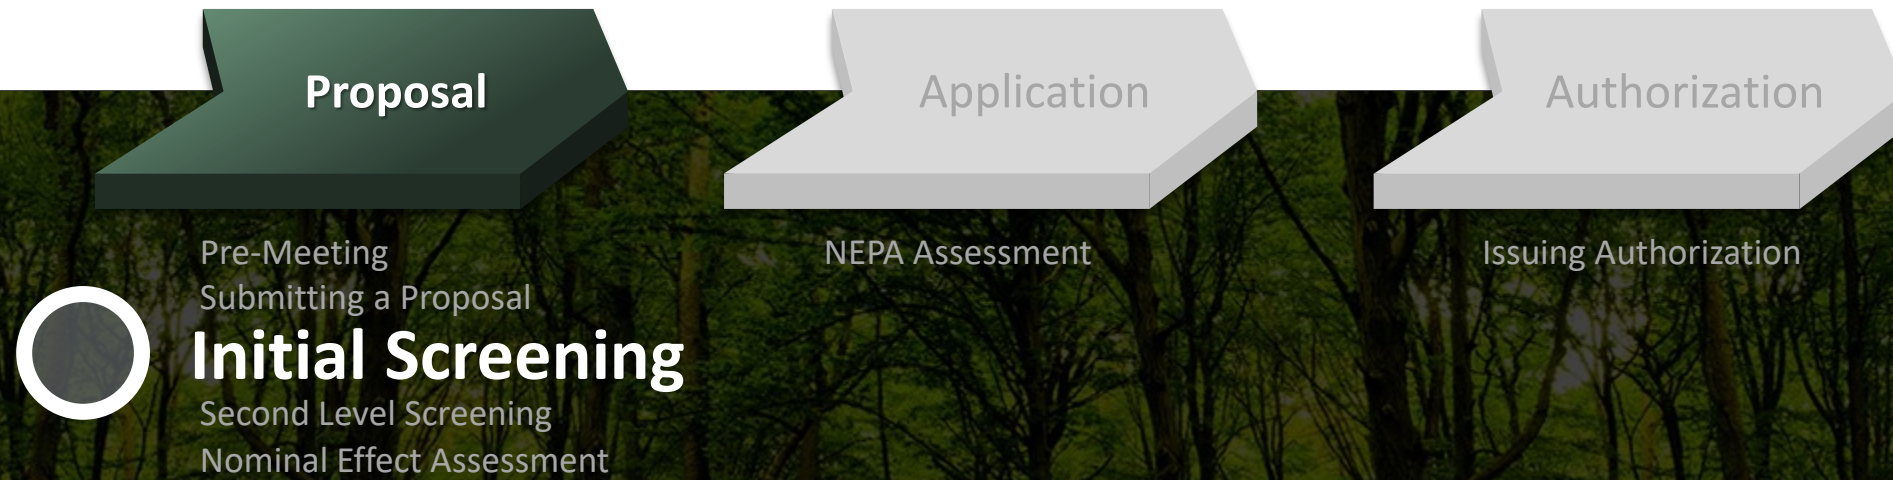 Proposal
Application
Authorization
Pre-Meeting
Submitting a Proposal
Initial Screening
Second Level Screening
Nominal Effect Assessment
NEPA Assessment
Issuing Authorization